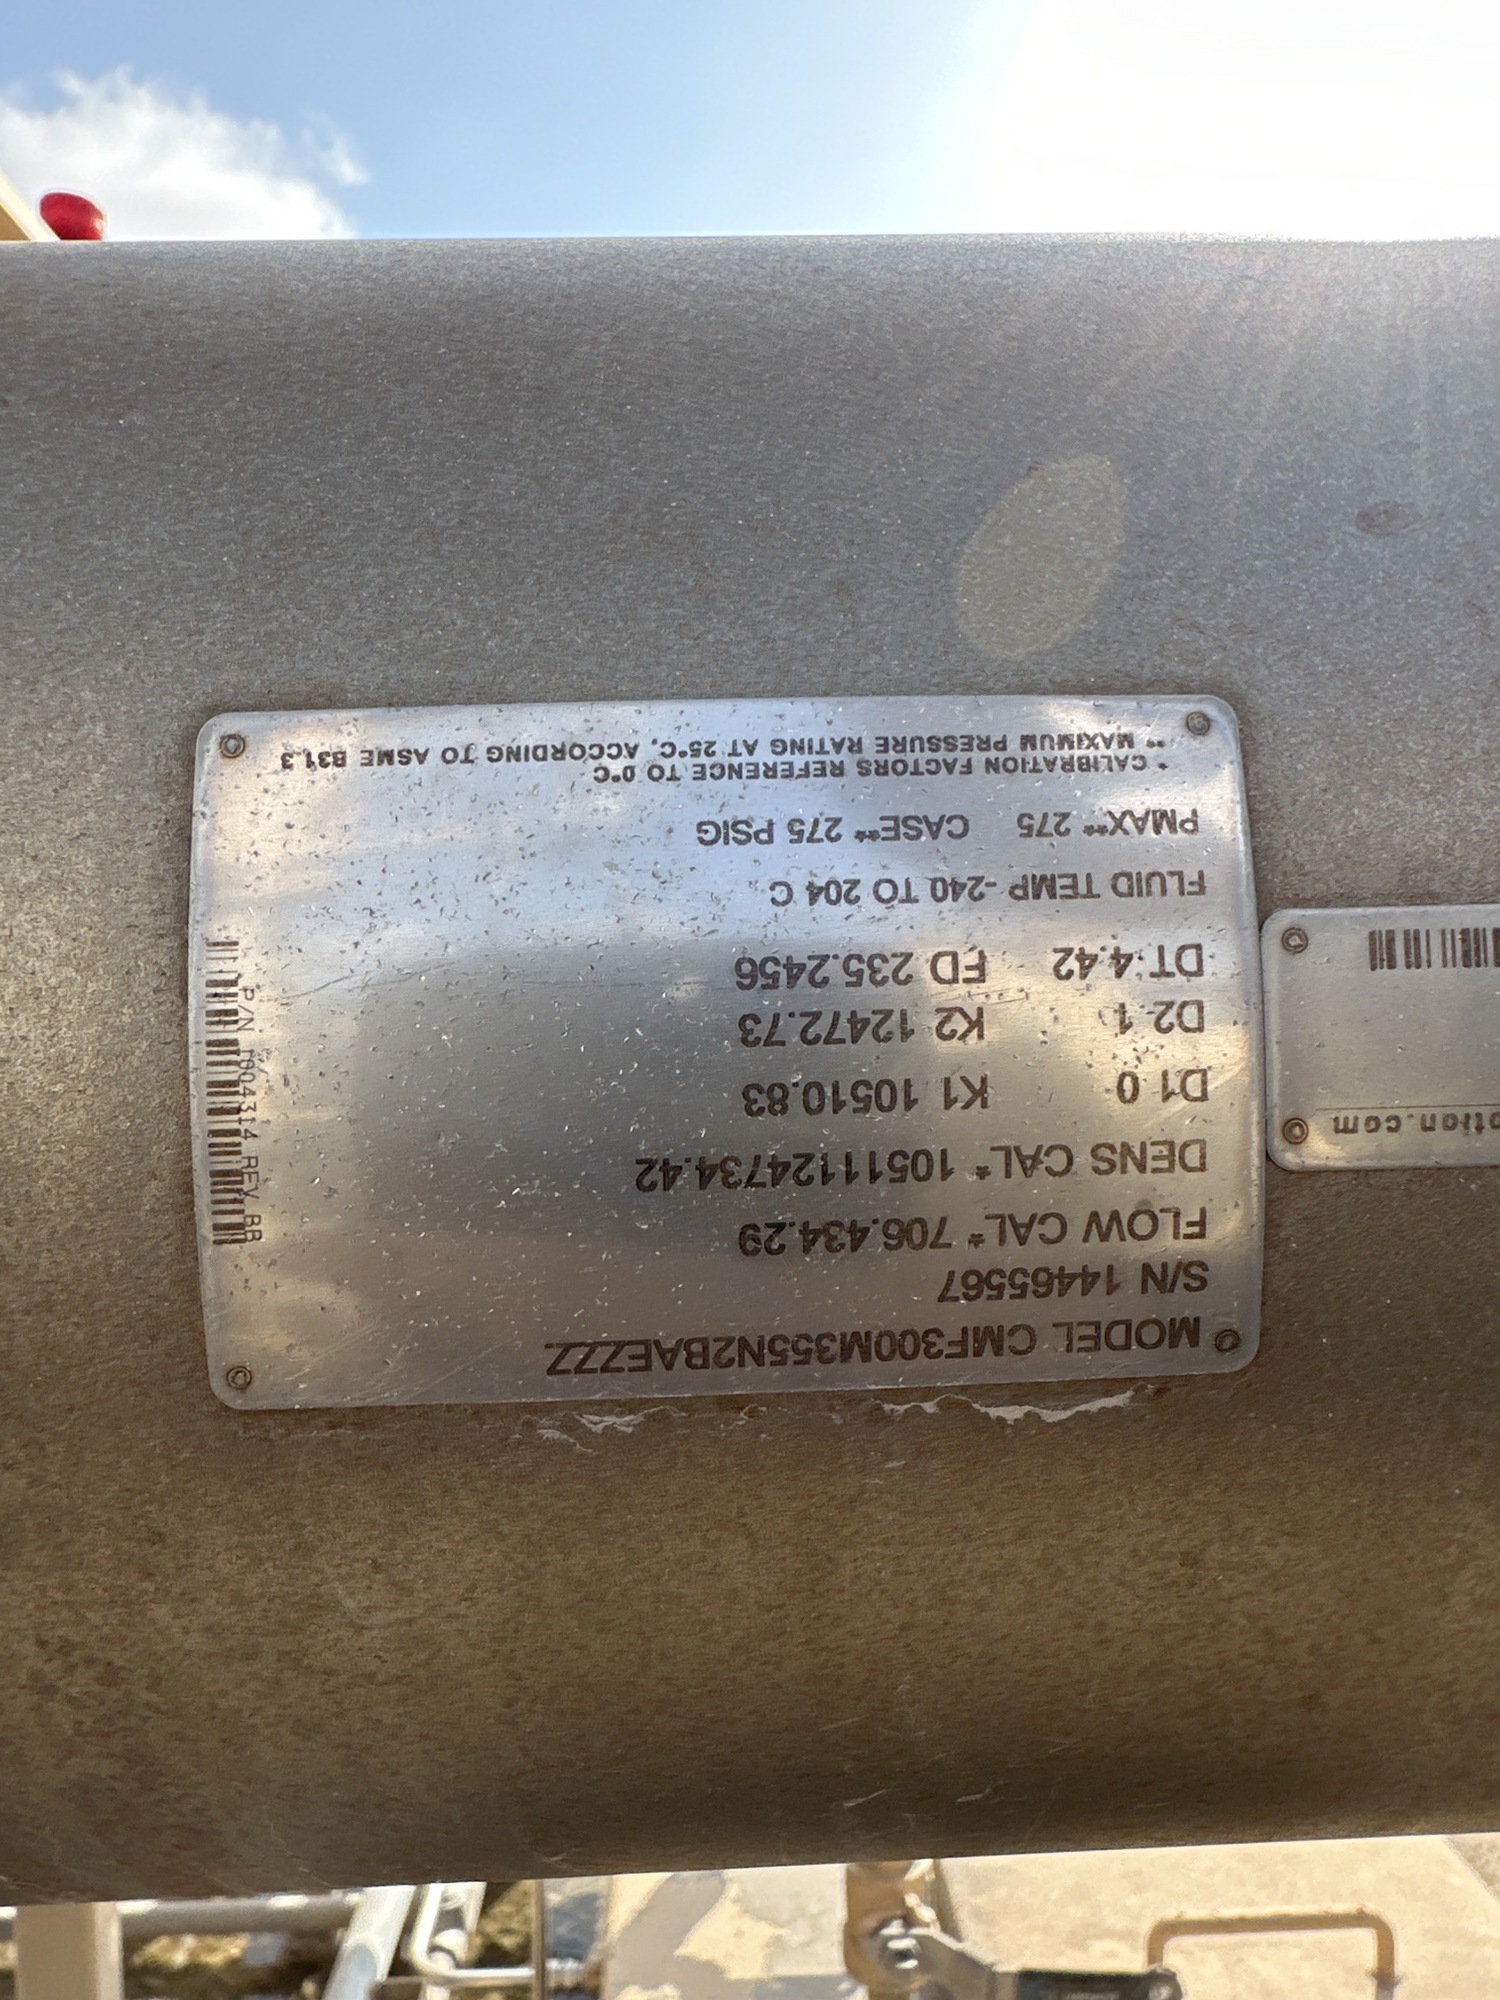 MODEL CMF300M355N2BAEZZZ
S/N 14465567
FLOW CAL* 706.434.29
DENS CAL* 10511124734.42
D1 0 K1 10510.83
D2 1 K2 12472.73
DT 4.42 FD 235.2456
FLUID TEMP -240 TO 204 C
PMAX** 275 CASE** 275 PSIG
* CALIBRATION FACTORS REFERENCE TO 0°C
** MAXIMUM PRESSURE RATING AT 25°C, ACCORDING TO ASME B31.3
P/N 1004314 REV BB
otion.com